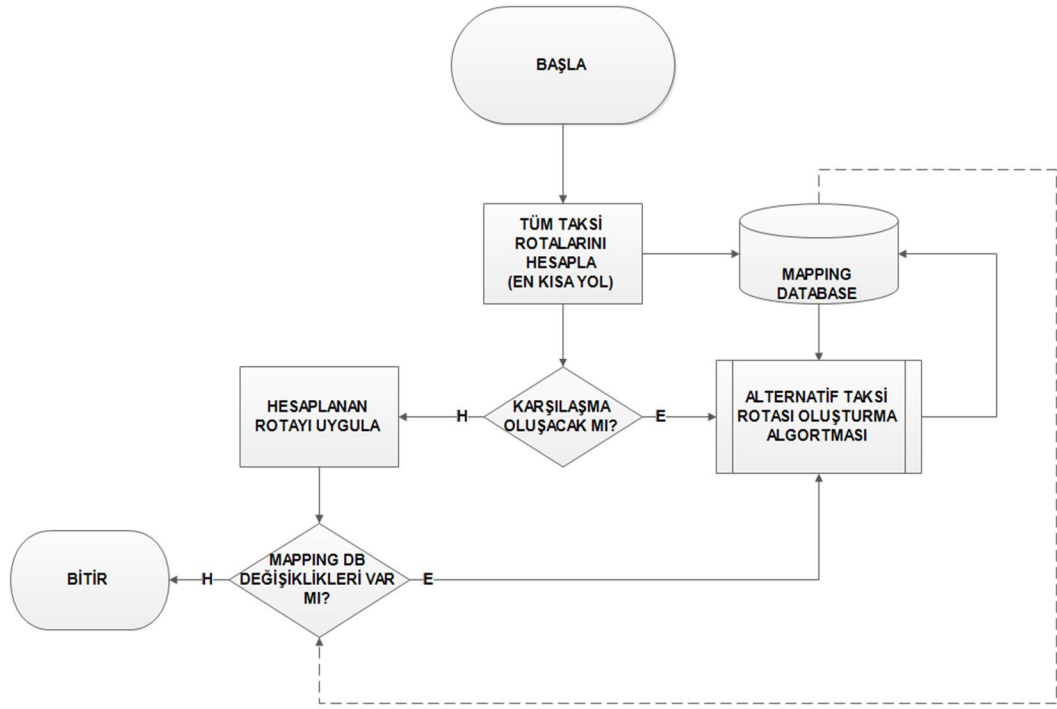 BAŞLA
TÜM TAKSİ
ROTALARINI
HESAPLA
(EN KISA YOL)
MAPPING
DATABASE
HESAPLANAN
ROTAYI UYGULA
H
KARŞILAŞMA
OLUŞACAK MI?
E
ALTERNATİF TAKSİ
ROTASI OLUŞTURMA
ALGORTMASI
BİTİR
H
MAPPING DB
DEĞİŞİKLİKLERİ VAR
MI?
E